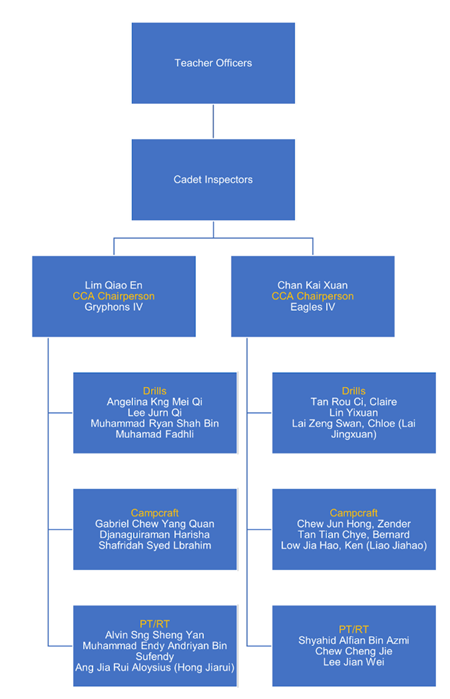 Teacher Officers
Cadet Inspectors
Lim Qiao En
CCA Chairperson
Gryphons IV
Chan Kai Xuan
CCA Chairperson
Eagles IV
Drills
Angelina Kng Mei Qi
Lee Jurn Qi
Muhammad Ryan Shah Bin
Muhamad Fadhli
Drills
Tan Rou Ci, Claire
Lin Yixuan
Lai Zeng Swan, Chloe (Lai
Jingxuan)
Campcraft
Gabriel Chew Yang Quan
Djanaguiraman Harisha
Shafridah Syed Lbrahim
Campcraft
Chew Jun Hong, Zender
Tan Tian Chye, Bernard
Low Jia Hao, Ken (Liao Jiahao)
PT/RT
Alvin Sng Sheng Yan
Muhammad Endy Andriyan Bin
Sufendy
Ang Jia Rui Aloysius (Hong Jiarui)
PT/RT
Shyahid Alfian Bin Azmi
Chew Cheng Jie
Lee Jian Wei